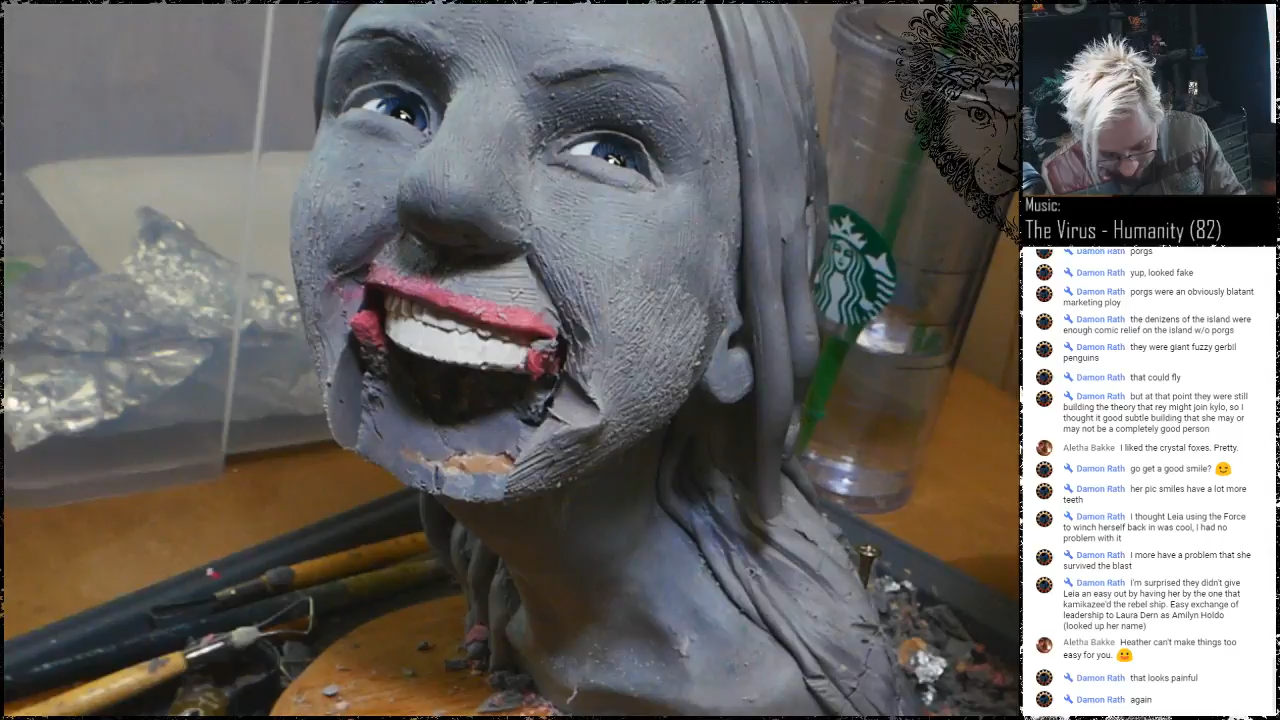 Music:
The Virus - Humanity (82)
Damon Rath porgs
Damon Rath yup, looked fake
Damon Rath porgs were an obviously blatant
marketing ploy
Damon Rath the denizens of the island were
enough comic relief on the island w/o porgs
Damon Rath they were giant fuzzy gerbil
penguins
Damon Rath that could fly
Damon Rath but at that point they were still
building the theory that rey might join kylo, so I
thought it good subtle building that she may or
may not be a completely good person
Aletha Bakke I liked the crystal foxes. Pretty.
Damon Rath go get a good smile? 😉
Damon Rath her pic smiles have a lot more
teeth
Damon Rath I thought Leia using the Force
to winch herself back in was cool, I had no
problem with it
Damon Rath I more have a problem that she
survived the blast
Damon Rath I'm surprised they didn't give
Leia an easy out by having her by the one that
kamikazee'd the rebel ship. Easy exchange of
leadership to Laura Dern as Amilyn Holdo
(looked up her name)
Aletha Bakke Heather can't make things too
easy for you. 😛
Damon Rath that looks painful
Damon Rath again